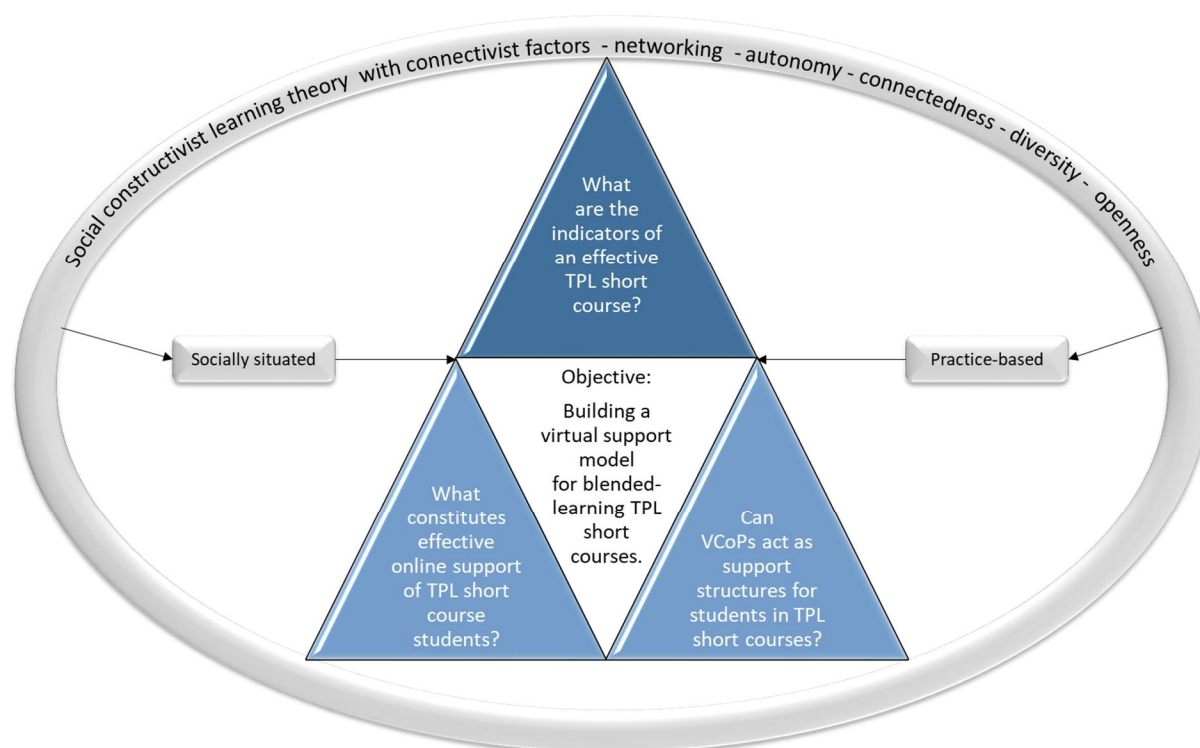 Social constructivist learning theory with connectivist factors - networking - autonomy - connectedness - diversity - openness
What
are the
indicators of
an effective
TPL short
course?
Socially situated
Practice-based
Objective:
Building a
virtual support
model
for blended-
learning TPL
short
courses.
What
constitutes
effective
online support
of TPL short
course
students?
Can
VCoPs act as
support
structures for
students in TPL
short courses?